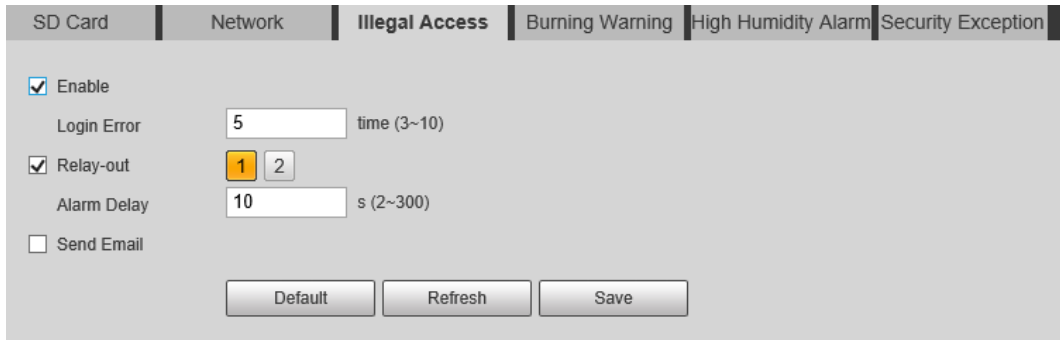 SD Card Network Illegal Access Burning Warning High Humidity Alarm Security Exception
Enable
Login Error 5 time (3~10)
Relay-out 1 2
Alarm Delay 10 s (2~300)
Send Email
Default Refresh Save